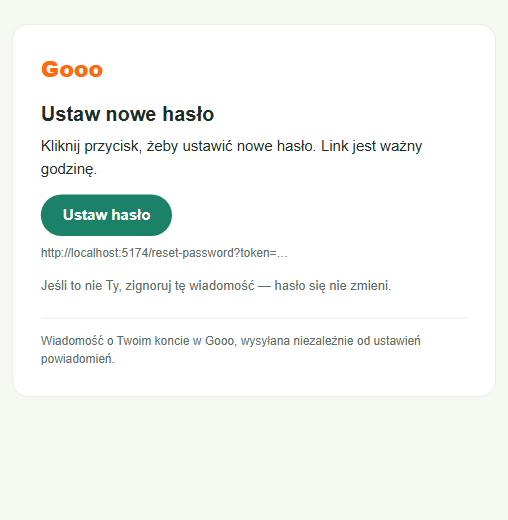 Gooo
Ustaw nowe hasło
Kliknij przycisk, żeby ustawić nowe hasło. Link jest ważny
godzinę.
Ustaw hasło
http://localhost:5174/reset-password?token=…
Jeśli to nie Ty, zignoruj tę wiadomość — hasło się nie zmieni.
Wiadomość o Twoim koncie w Gooo, wysyłana niezależnie od ustawień
powiadomień.